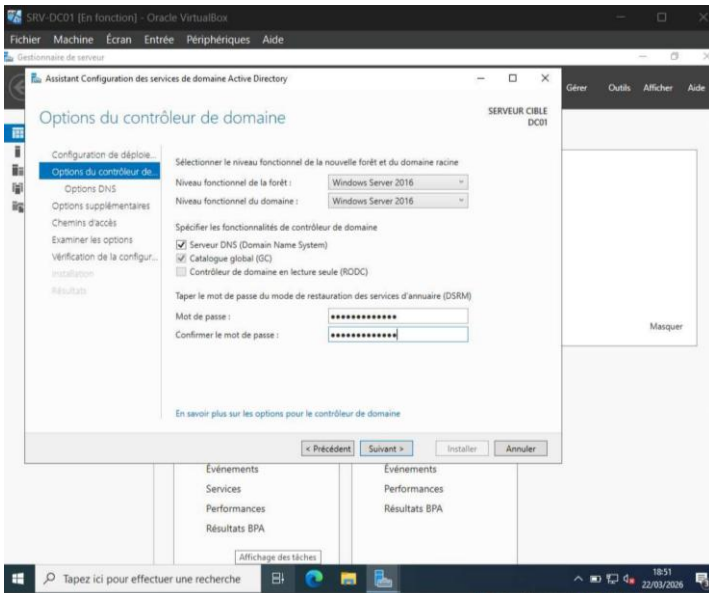 SRV-DC01 [En fonction] - Oracle VirtualBox
Fichier Machine Écran Entrée Périphériques Aide
Gestionnaire de serveur
Assistant Configuration des services de domaine Active Directory
Gérer Outils Afficher Aide
Options du contrôleur de domaine
SERVEUR CIBLE
DC01
Configuration de déploie...
Options du contrôleur de...
Options DNS
Options supplémentaires
Chemins d'accès
Examiner les options
Vérification de la configur...
Installation
Résultats
Sélectionner le niveau fonctionnel de la nouvelle forêt et du domaine racine
Niveau fonctionnel de la forêt : Windows Server 2016
Niveau fonctionnel du domaine : Windows Server 2016
Spécifier les fonctionnalités de contrôleur de domaine
Serveur DNS (Domain Name System)
Catalogue global (GC)
Contrôleur de domaine en lecture seule (RODC)
Taper le mot de passe du mode de restauration des services d'annuaire (DSRM)
Mot de passe : •••••••••••••
Confirmer le mot de passe : •••••••••••••
En savoir plus sur les options pour le contrôleur de domaine
Masquer
< Précédent Suivant > Installer Annuler
Événements Événements
Services Performances
Performances Résultats BPA
Résultats BPA
Affichage des tâches
Tapez ici pour effectuer une recherche
18:51
22/03/2026